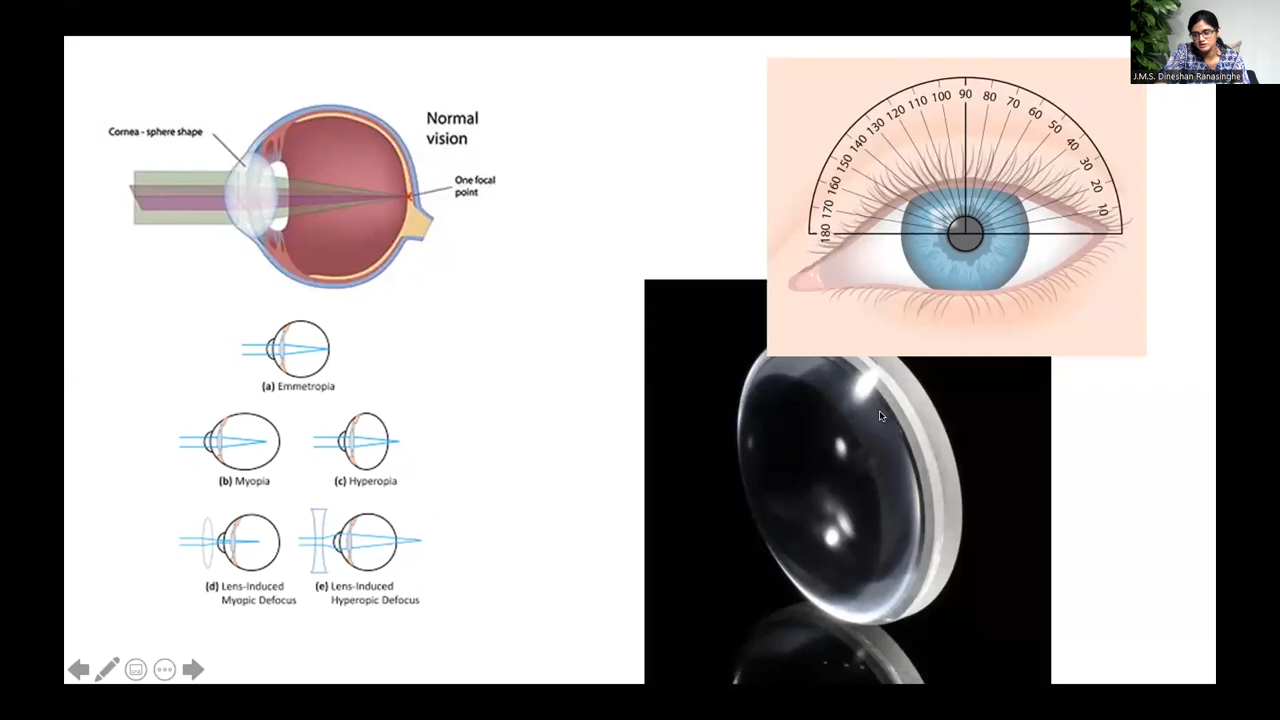 J.M.S. Dineshan Ranasinghe
Cornea - sphere shape
Normal
vision
One focal
point
(a) Emmetropia
(b) Myopia
(c) Hyperopia
(d) Lens-Induced
Myopic Defocus
(e) Lens-Induced
Hyperopic Defocus
180
170
160
150
140
130
120
110
100
90
80
70
60
50
40
30
20
10